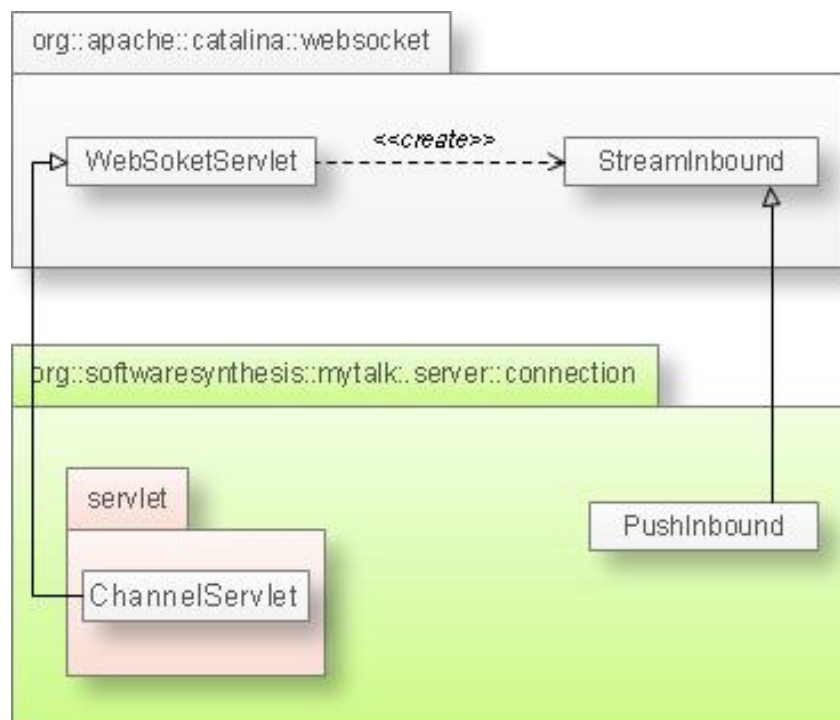 org::apache::catalina::websocket
<<create>>
WebSoketServlet
StreamInbound
org::softwaresynthesis::mytalk:.server::connection
servlet
PushInbound
ChannelServlet